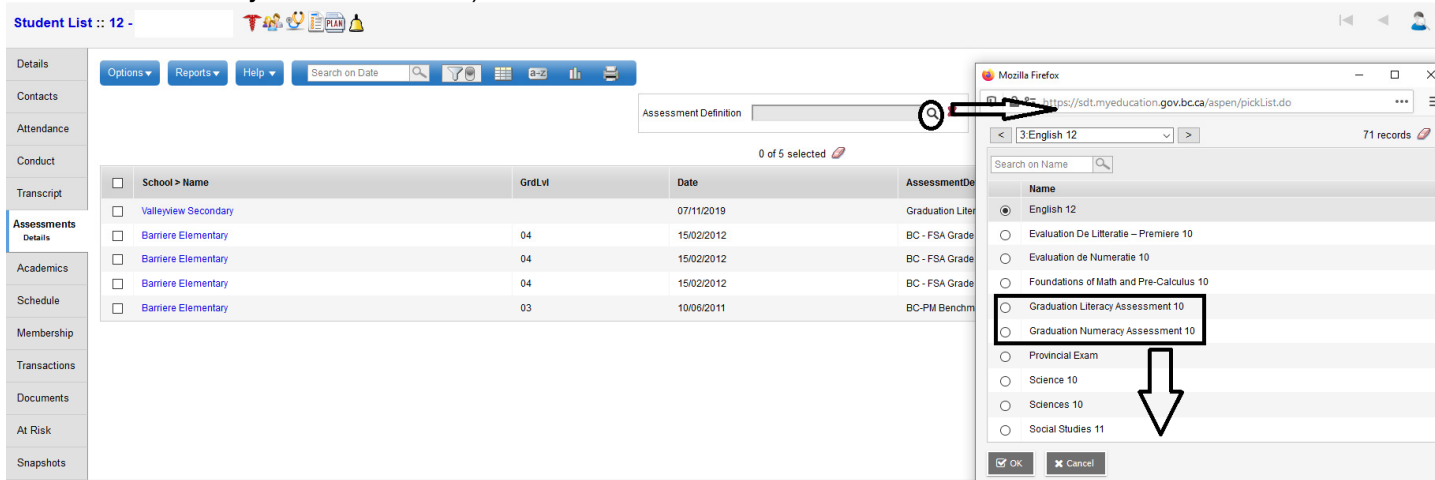 Student List :: 12 -
PLAN
Details
Contacts
Attendance
Conduct
Transcript
Assessments
Details
Academics
Schedule
Membership
Transactions
Documents
At Risk
Snapshots
Options
Reports
Help
Search on Date
a-z
Assessment Definition
0 of 5 selected
School > Name GrdLvl Date AssessmentDe
Valleyview Secondary 07/11/2019 Graduation Liter
Barriere Elementary 04 15/02/2012 BC - FSA Grade
Barriere Elementary 04 15/02/2012 BC - FSA Grade
Barriere Elementary 04 15/02/2012 BC - FSA Grade
Barriere Elementary 03 10/06/2011 BC-PM Benchm
Mozilla Firefox
https://sdt.myeducation.gov.bc.ca/aspen/pickList.do
< 3:English 12 > 71 records
Search on Name
Name
English 12
Evaluation De Litteratie – Premiere 10
Evaluation de Numeratie 10
Foundations of Math and Pre-Calculus 10
Graduation Literacy Assessment 10
Graduation Numeracy Assessment 10
Provincial Exam
Science 10
Sciences 10
Social Studies 11
OK Cancel